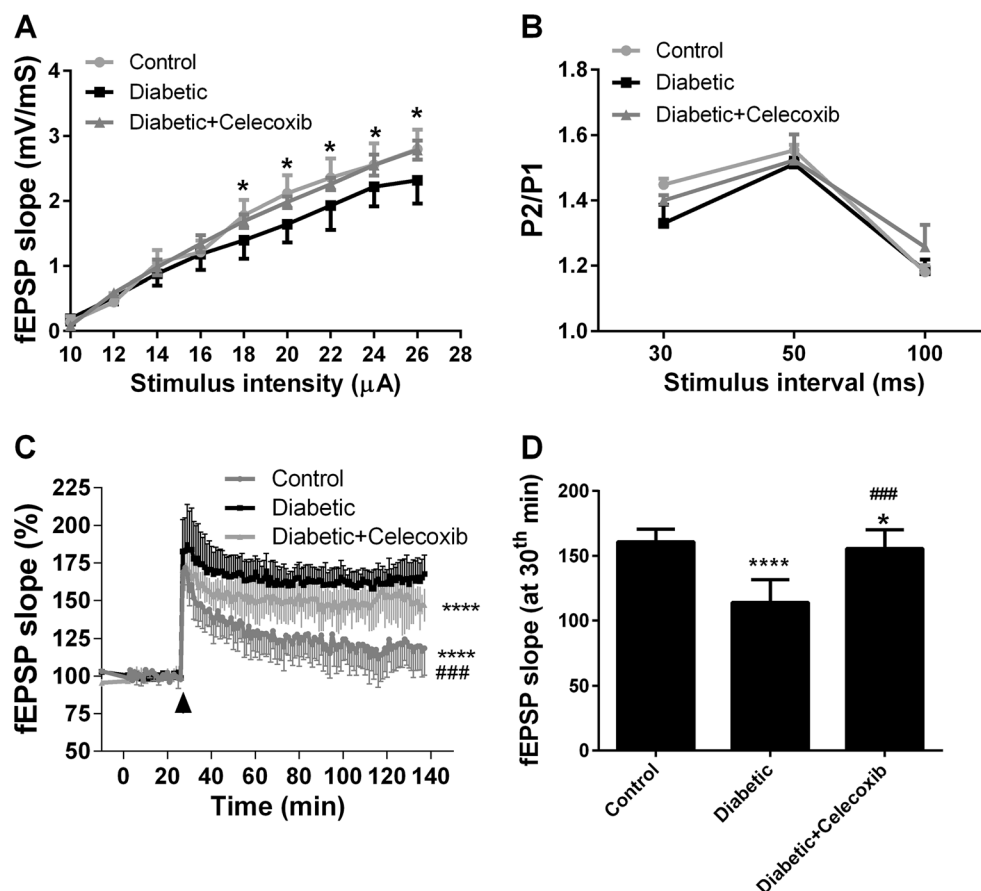 A
fEPSP slope (mV/mS)
Control
Diabetic
Diabetic+Celecoxib
4
3
2
1
0
* * * * *
10 12 14 16 18 20 22 24 26 28
Stimulus intensity (μA)
B
P2/P1
Control
Diabetic
Diabetic+Celecoxib
1.8
1.6
1.4
1.2
1.0
30 50 100
Stimulus interval (ms)
C
fEPSP slope (%)
Control
Diabetic
Diabetic+Celecoxib
225
200
175
150
125
100
75
50
****
****
###
0 20 40 60 80 100 120 140
Time (min)
D
fEPSP slope (at 30th min)
200
150
100
50
0
****
###
*
Control
Diabetic
Diabetic+Celecoxib